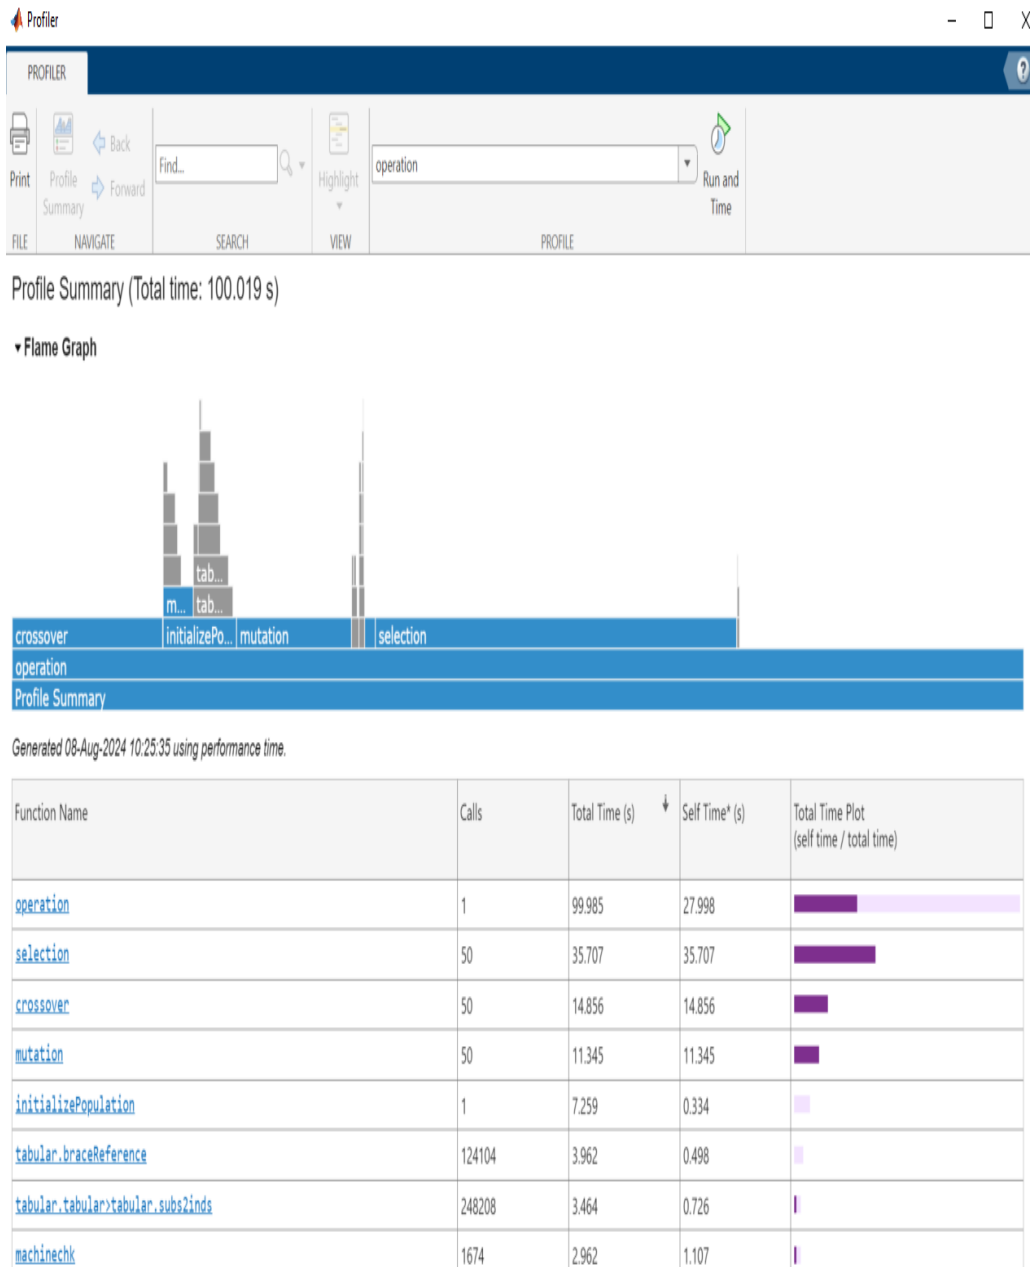 Profiler
PROFILER
?
Print
Profile Summary
Back
Forward
Find...
Highlight
operation
Run and Time
FILE NAVIGATE SEARCH VIEW PROFILE
Profile Summary (Total time: 100.019 s)
Flame Graph
tab...
m... tab...
crossover initializePo... mutation selection
operation
Profile Summary
Generated 08-Aug-2024 10:25:35 using performance time.
Function Name Calls Total Time (s) Self Time* (s) Total Time Plot
(self time / total time)
operation 1 99.985 27.998
selection 50 35.707 35.707
crossover 50 14.856 14.856
mutation 50 11.345 11.345
initializePopulation 1 7.259 0.334
tabular.braceReference 124104 3.962 0.498
tabular.tabular>tabular.subs2inds 248208 3.464 0.726
machinechk 1674 2.962 1.107